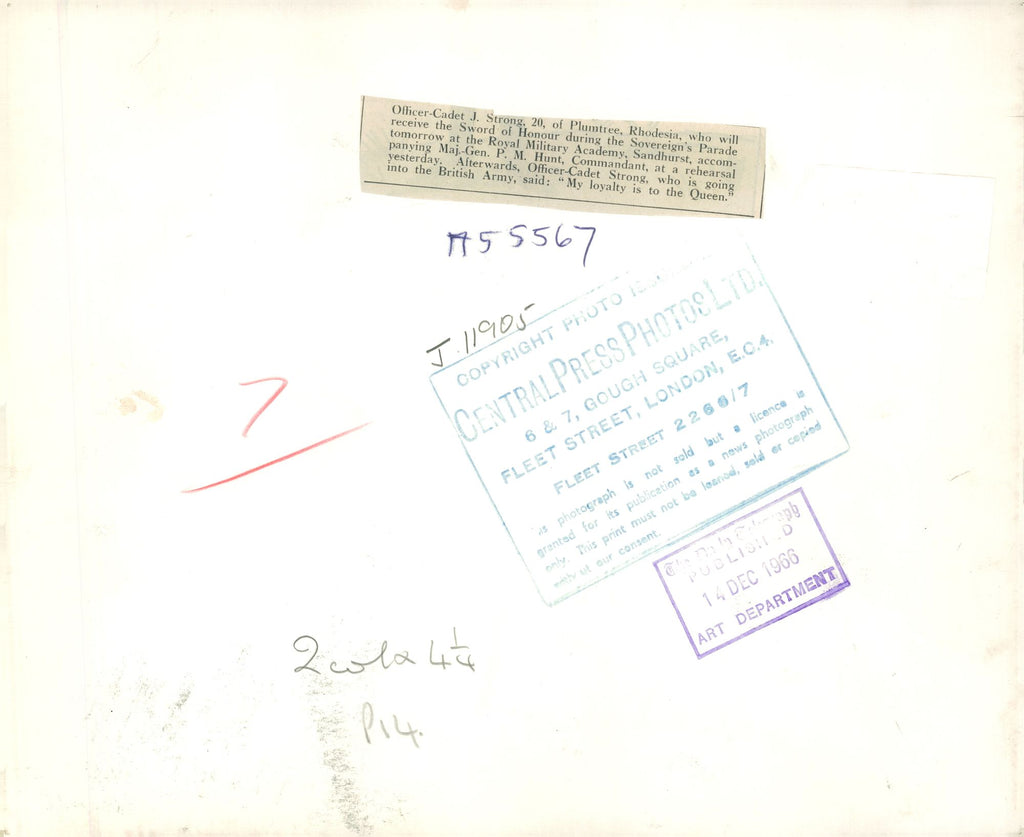 Officer-Cadet J. Strong, 20, of Plumtree, Rhodesia, who will
receive the Sword of Honour during the Sovereign's Parade
tomorrow at the Royal Military Academy, Sandhurst, accom-
panying Maj.-Gen. P. M. Hunt, Commandant, at a rehearsal
yesterday. Afterwards, Officer-Cadet Strong, who is going
into the British Army, said: "My loyalty is to the Queen."
A55567
J.11905
COPYRIGHT PHOTO
CENTRAL PRESS PHOTOS LTD.
6 & 7, GOUGH SQUARE,
FLEET STREET, LONDON, E.C.4.
FLEET STREET 2266/7
photograph is not sold but a licence is
granted for its publication as a news photograph
only. This print must not be loaned, sold or copied
our consent.
7
The Daily Telegraph
PUBLISHED
14 DEC 1966
ART DEPARTMENT
2 cols 4 1/4
P14.